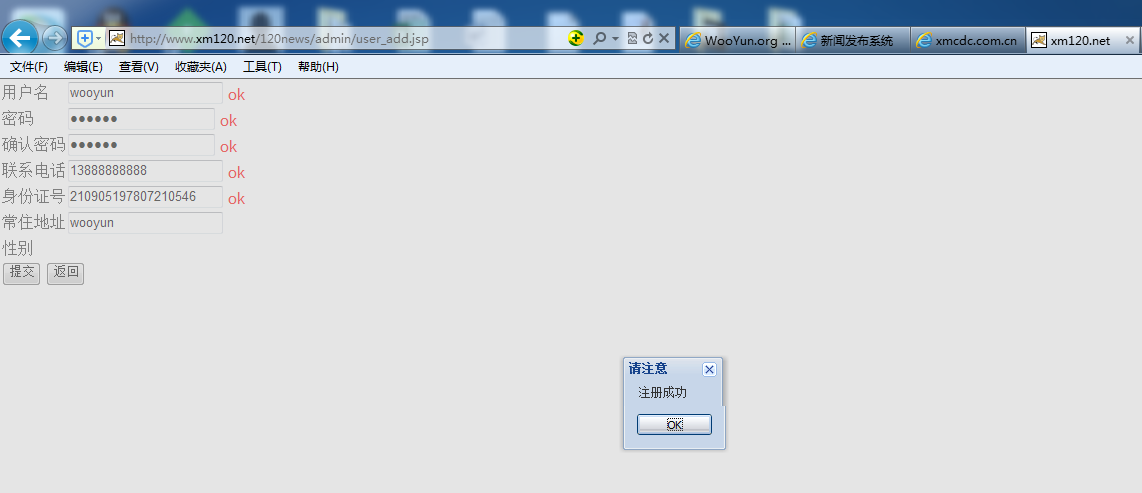 http://www.xm120.net/120news/admin/user_add.jsp
WooYun.org ...
新闻发布系统
xmcdc.com.cn
xm120.net
文件(F) 编辑(E) 查看(V) 收藏夹(A) 工具(T) 帮助(H)
用户名 wooyun ok
密码 ●●●●●● ok
确认密码 ●●●●●● ok
联系电话 13888888888 ok
身份证号 210905197807210546 ok
常住地址 wooyun
性别
提交 返回
请注意
注册成功
OK